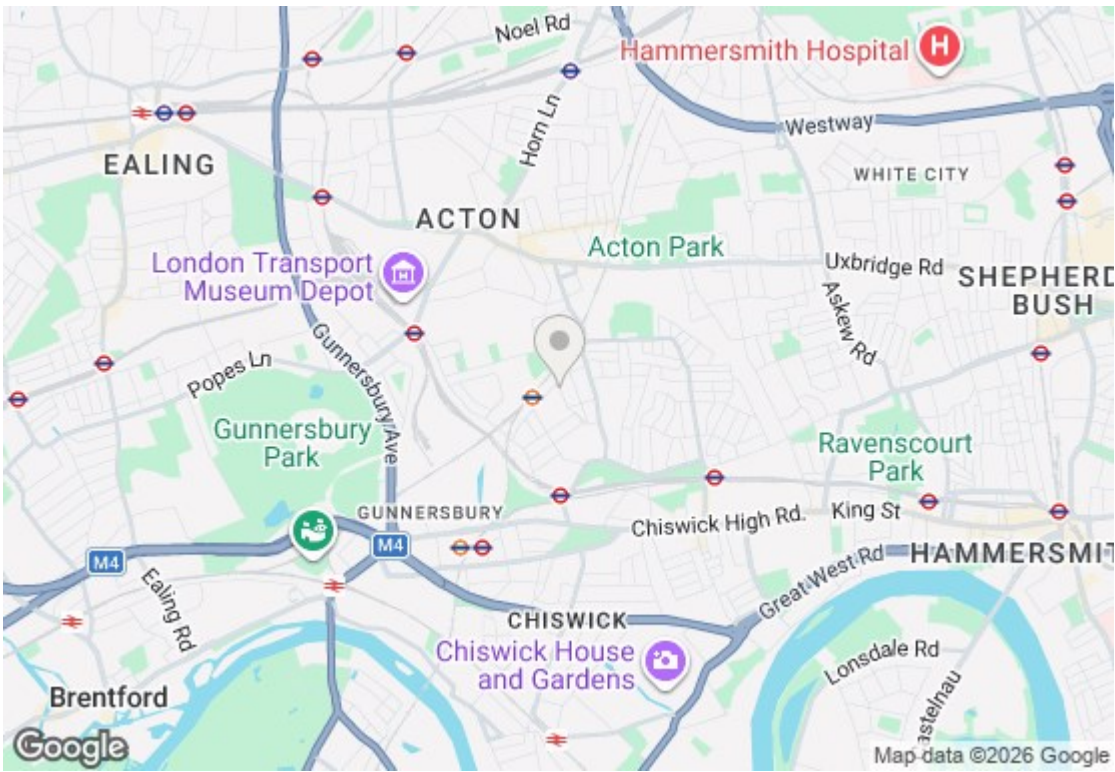 Noel Rd
Hammersmith Hospital
H
Horn Ln
Westway
EALING
WHITE CITY
ACTON
Acton Park
London Transport
Museum Depot
Uxbridge Rd
SHEPHERD
BUSH
Askew Rd
Gunnersbury Ave
Popes Ln
Gunnersbury
Park
Ravenscourt
Park
GUNNERSBURY
Chiswick High Rd.
King St
M4
M4
HAMMERSMIT
Great West Rd
Ealing Rd
CHISWICK
Chiswick House
and Gardens
Lonsdale Rd
Brentford
astelnau
Google
Map data ©2026 Google